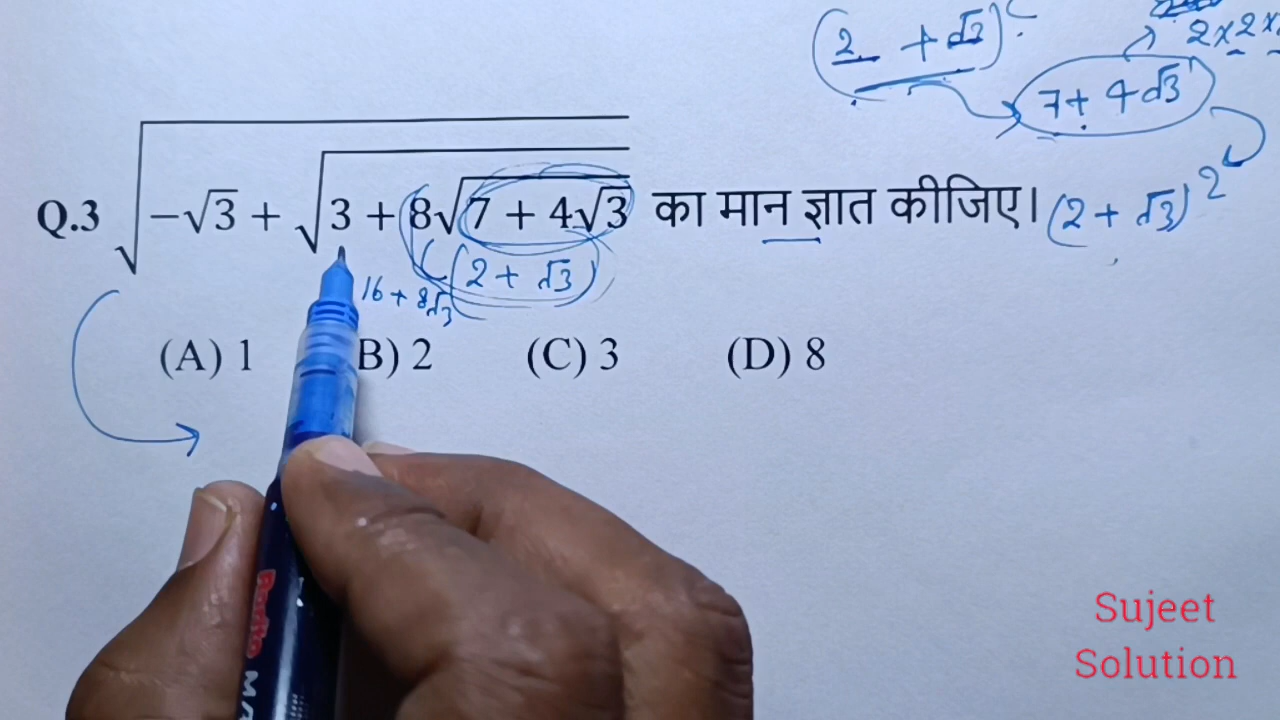 (2 + √3)²
2×2×
7 + 4√3
Q.3 √(-√3 + √(3 + 8√(7 + 4√3))) का मान ज्ञात कीजिए। (2 + √3)²
(2 + √3)
16 + 8√3
(A) 1 B) 2 (C) 3 (D) 8
Pento
Sujeet
Solution